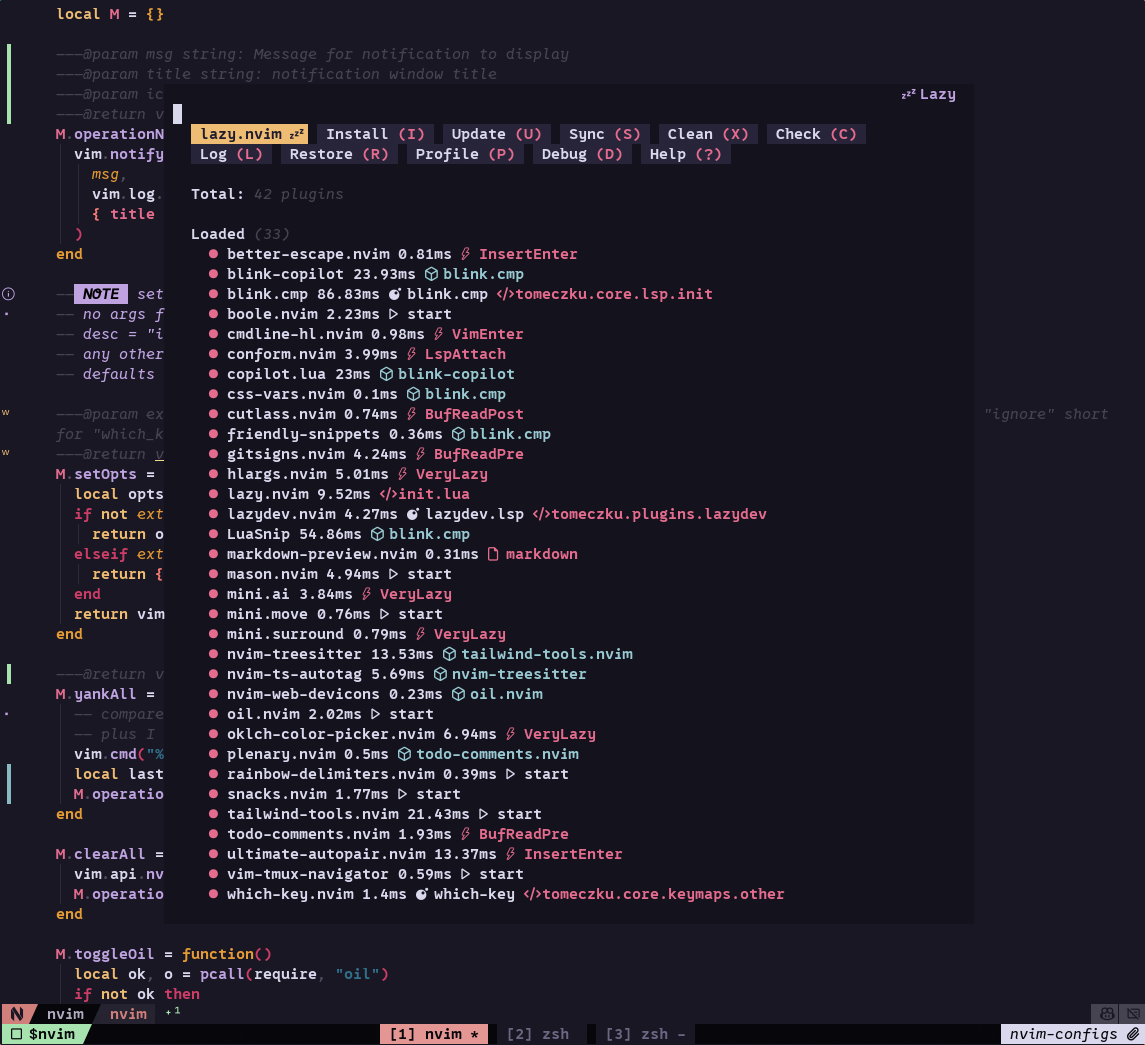 local M = {}
---@param msg string: Message for notification to display
---@param title string: notification window title
---@param ic
---@return v
zzz Lazy
M.operationN
lazy.nvim zzz Install (I) Update (U) Sync (S) Clean (X) Check (C)
vim.notify
Log (L) Restore (R) Profile (P) Debug (D) Help (?)
msg,
vim.log.
Total: 42 plugins
{ title
)
Loaded (33)
end
better-escape.nvim 0.81ms InsertEnter
blink-copilot 23.93ms blink.cmp
-- NOTE set
blink.cmp 86.83ms blink.cmp </>tomeczku.core.lsp.init
-- no args f
boole.nvim 2.23ms start
-- desc = "i
cmdline-hl.nvim 0.98ms VimEnter
-- any other
conform.nvim 3.99ms LspAttach
-- defaults
copilot.lua 23ms blink-copilot
css-vars.nvim 0.1ms blink.cmp
W ---@param ex
cutlass.nvim 0.74ms BufReadPost
"ignore" short
for "which_k
friendly-snippets 0.36ms blink.cmp
W ---@return v
gitsigns.nvim 4.24ms BufReadPre
M.setOpts =
hlargs.nvim 5.01ms VeryLazy
local opts
lazy.nvim 9.52ms </>init.lua
if not ext
lazydev.nvim 4.27ms lazydev.lsp </>tomeczku.plugins.lazydev
return o
LuaSnip 54.86ms blink.cmp
elseif ext
markdown-preview.nvim 0.31ms markdown
return {
mason.nvim 4.94ms start
end
mini.ai 3.84ms VeryLazy
return vim
mini.move 0.76ms start
end
mini.surround 0.79ms VeryLazy
nvim-treesitter 13.53ms tailwind-tools.nvim
---@return v
nvim-ts-autotag 5.69ms nvim-treesitter
M.yankAll =
nvim-web-devicons 0.23ms oil.nvim
-- compare
oil.nvim 2.02ms start
-- plus I
oklch-color-picker.nvim 6.94ms VeryLazy
vim.cmd("%
plenary.nvim 0.5ms todo-comments.nvim
local last
rainbow-delimiters.nvim 0.39ms start
M.operatio
snacks.nvim 1.77ms start
end
tailwind-tools.nvim 21.43ms start
todo-comments.nvim 1.93ms BufReadPre
M.clearAll =
ultimate-autopair.nvim 13.37ms InsertEnter
vim.api.nv
vim-tmux-navigator 0.59ms start
M.operatio
which-key.nvim 1.4ms which-key </>tomeczku.core.keymaps.other
end
M.toggleOil = function()
local ok, o = pcall(require, "oil")
if not ok then
N nvim nvim +1
$nvim [1] nvim * [2] zsh [3] zsh - nvim-configs